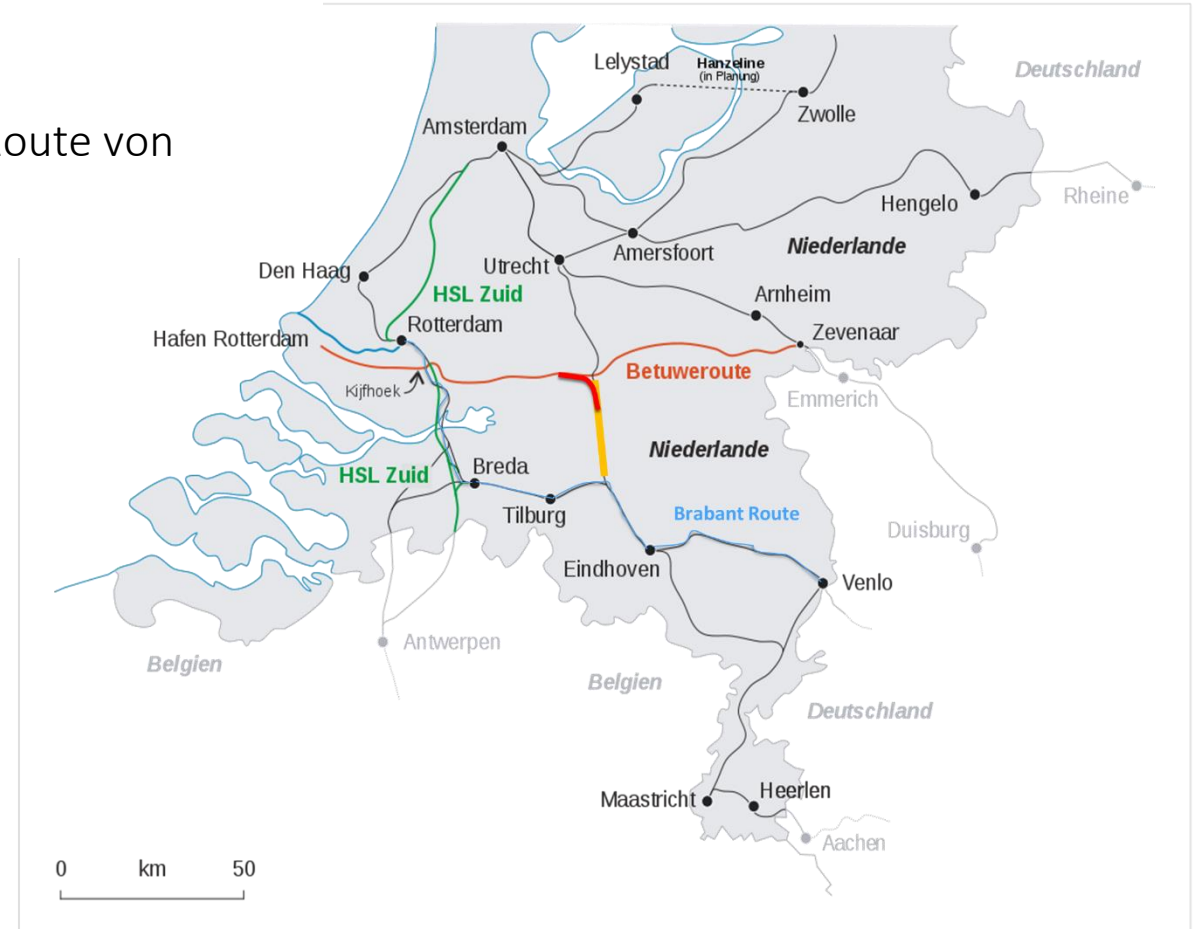 Lelystad
Hanzeline
(in Planung)
Deutschland
Zwolle
Amsterdam
von
Rheine
Hengelo
Amersfoort
Niederlande
Utrecht
Den Haag
HSL Zuid
Arnheim
Rotterdam
Zevenaar
Hafen Rotterdam
Betuweroute
Kijfhoek
Emmerich
Niederlande
HSL Zuid
Breda
Tilburg
Brabant Route
Duisburg
Eindhoven
Venlo
Antwerpen
Belgien
Belgien
Deutschland
Maastricht
Heerlen
Aachen
0 km 50